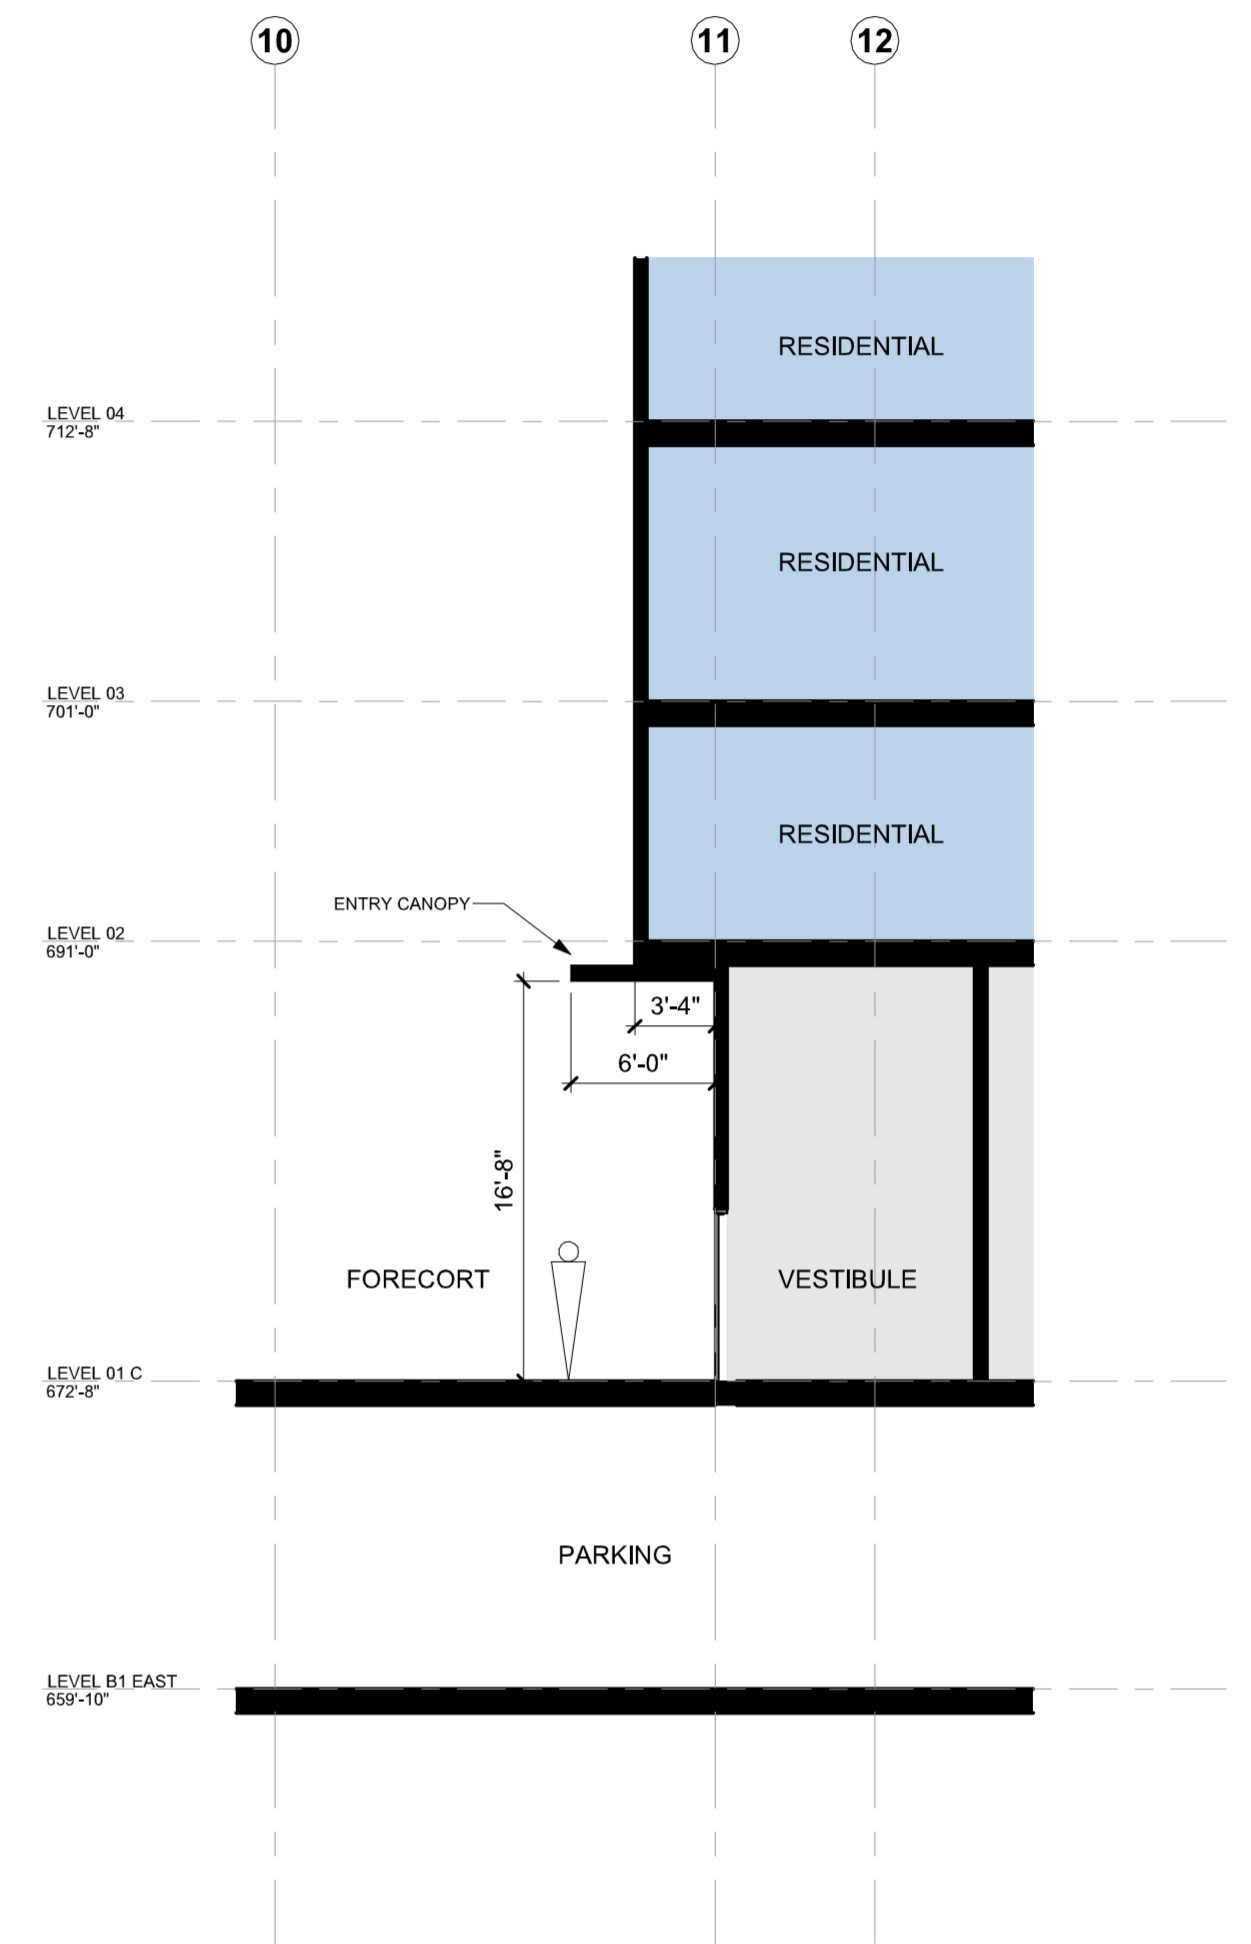 10
11
12
RESIDENTIAL
LEVEL 04
712'-8"
RESIDENTIAL
LEVEL 03
701'-0"
RESIDENTIAL
ENTRY CANOPY
LEVEL 02
691'-0"
3'-4"
6'-0"
16'-8"
FORECORT
VESTIBULE
LEVEL 01 C
672'-8"
PARKING
LEVEL B1 EAST
659'-10"